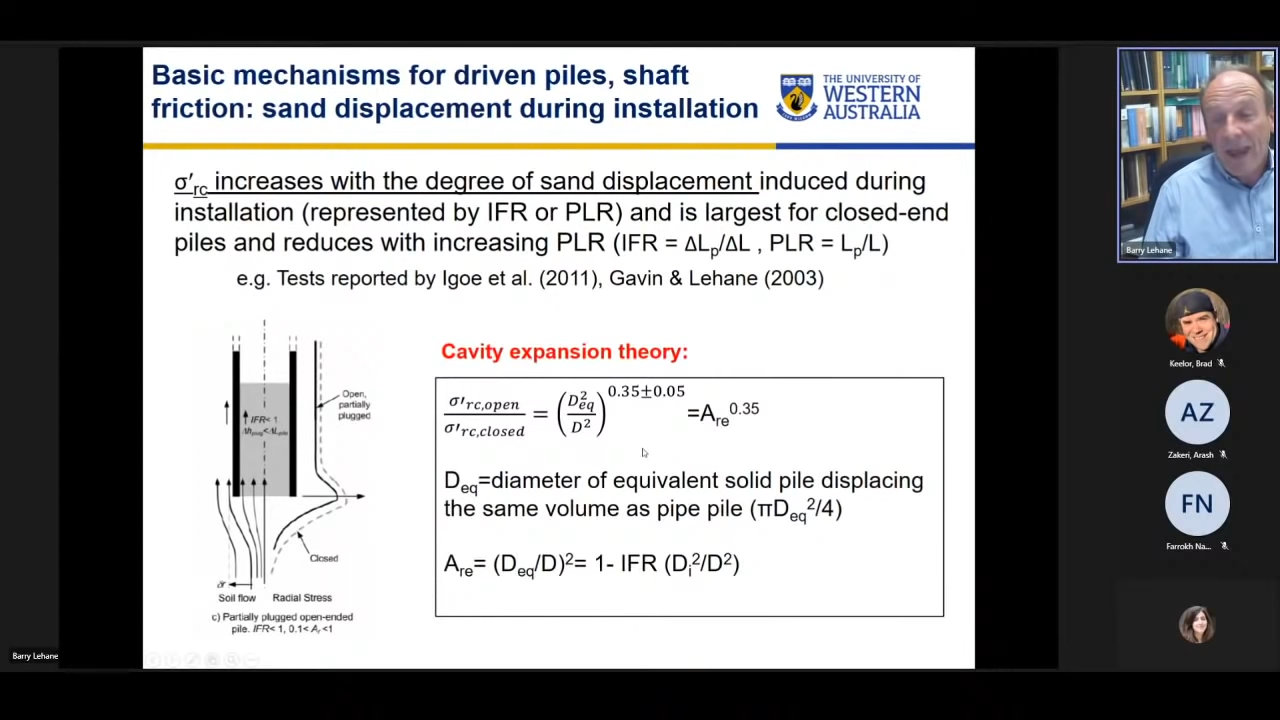 Basic mechanisms for driven piles, shaft
friction: sand displacement during installation
THE UNIVERSITY OF
WESTERN
AUSTRALIA
σ′rc increases with the degree of sand displacement induced during
installation (represented by IFR or PLR) and is largest for closed-end
piles and reduces with increasing PLR (IFR = ΔLp/ΔL , PLR = Lp/L)
e.g. Tests reported by Igoe et al. (2011), Gavin & Lehane (2003)
Cavity expansion theory:
σ′rc,open / σ′rc,closed = (D²eq / D²)^0.35±0.05 =Are^0.35
Deq=diameter of equivalent solid pile displacing
the same volume as pipe pile (πDeq²/4)
Are= (Deq/D)²= 1- IFR (Di²/D²)
Open,
partially
plugged
IFR< 1
Closed
Soil flow
Radial Stress
c) Partially plugged open-ended
pile. IFR< 1, 0.1< Ar <1
Barry Lehane
Barry Lehane
Keelor, Brad
AZ
Zakeri, Arash
FN
Farrokh Na...